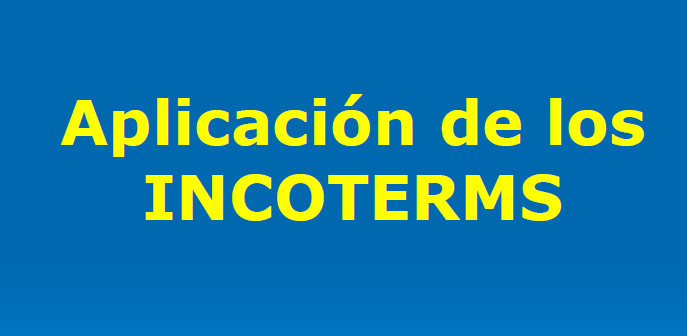 Aplicación de los
INCOTERMS